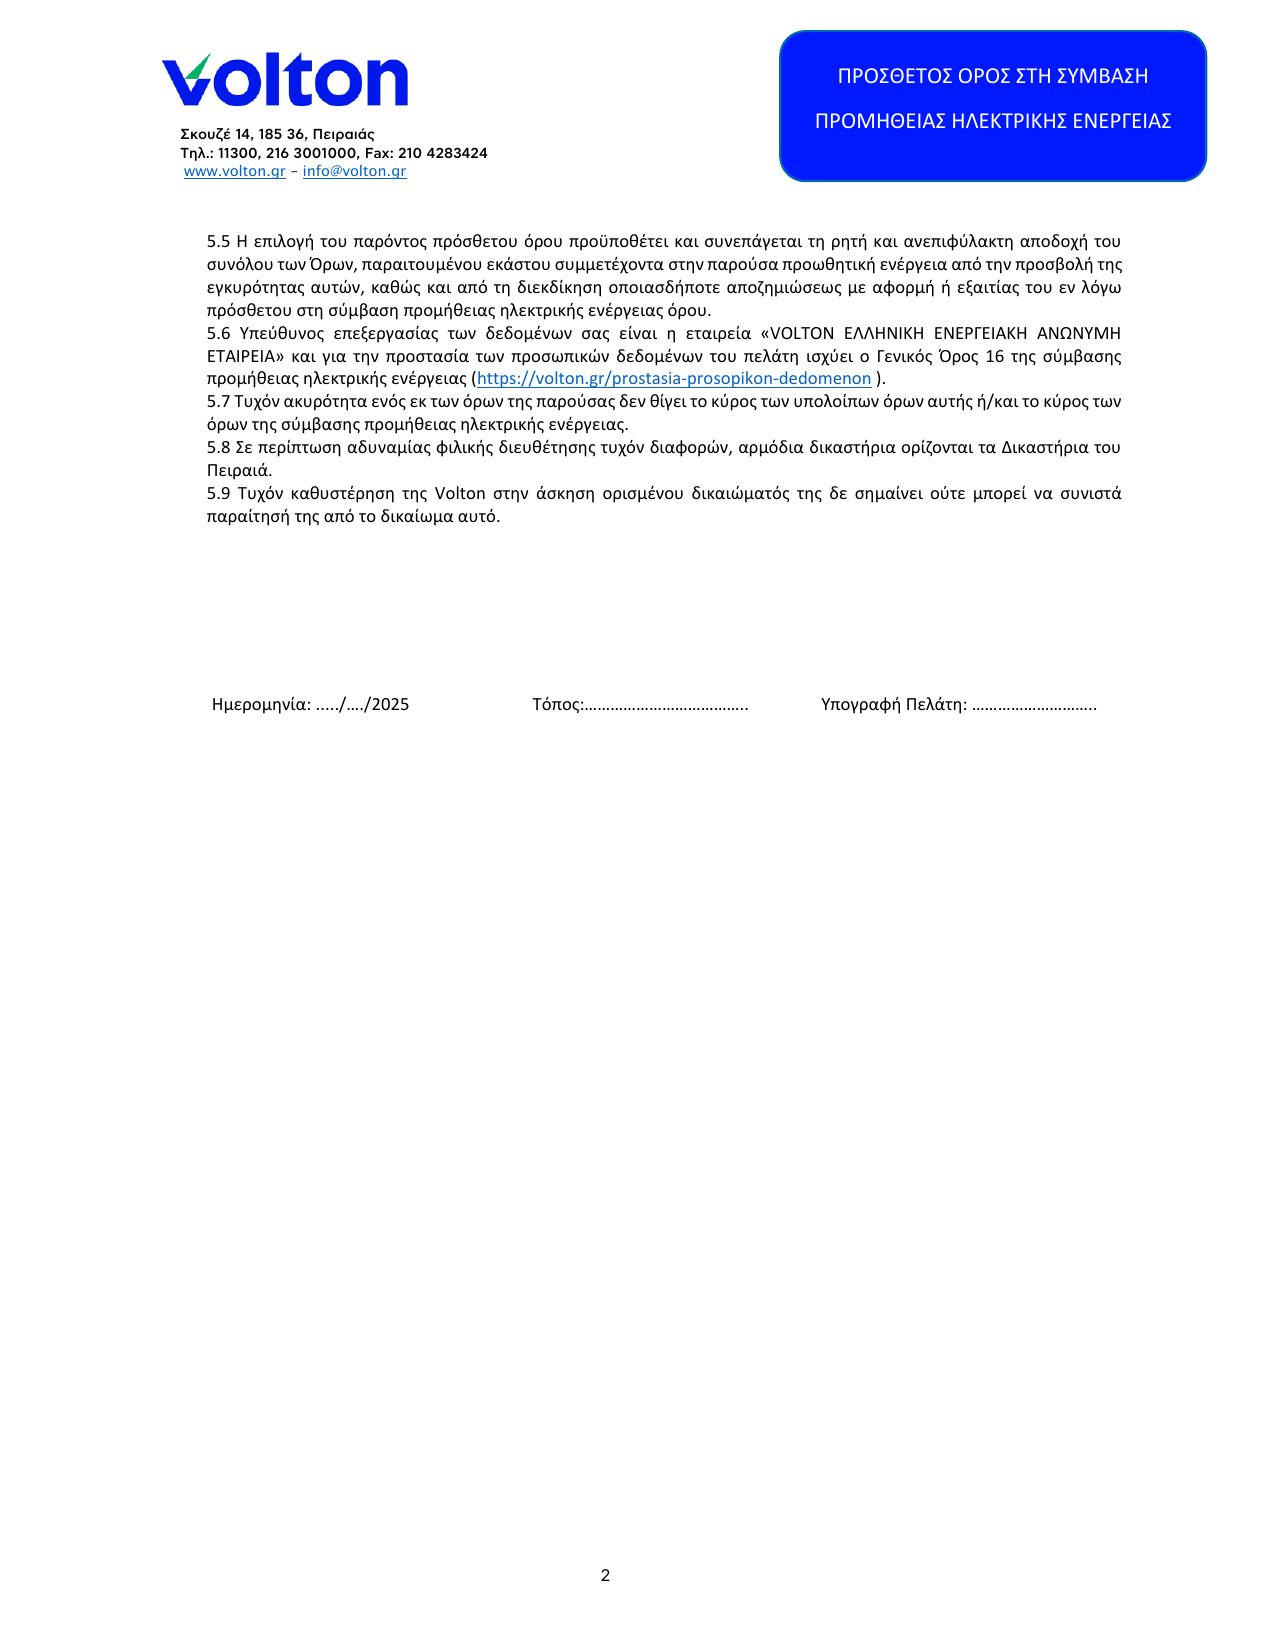 volton
ΠΡΟΣΘΕΤΟΣ ΟΡΟΣ ΣΤΗ ΣΥΜΒΑΣΗ
ΠΡΟΜΗΘΕΙΑΣ ΗΛΕΚΤΡΙΚΗΣ ΕΝΕΡΓΕΙΑΣ
Σκουζέ 14, 185 36, Πειραιάς
Τηλ.: 11300, 216 3001000, Fax: 210 4283424
www.volton.gr – info@volton.gr
5.5 Η επιλογή του παρόντος πρόσθετου όρου προϋποθέτει και συνεπάγεται τη ρητή και ανεπιφύλακτη αποδοχή του
συνόλου των Όρων, παραιτουμένου εκάστου συμμετέχοντα στην παρούσα προωθητική ενέργεια από την προσβολή της
εγκυρότητας αυτών, καθώς και από τη διεκδίκηση οποιασδήποτε αποζημιώσεως με αφορμή ή εξαιτίας του εν λόγω
πρόσθετου στη σύμβαση προμήθειας ηλεκτρικής ενέργειας όρου.
5.6 Υπεύθυνος επεξεργασίας των δεδομένων σας είναι η εταιρεία «VOLTON ΕΛΛΗΝΙΚΗ ΕΝΕΡΓΕΙΑΚΗ ΑΝΩΝΥΜΗ
ΕΤΑΙΡΕΙΑ» και για την προστασία των προσωπικών δεδομένων του πελάτη ισχύει ο Γενικός Όρος 16 της σύμβασης
προμήθειας ηλεκτρικής ενέργειας (https://volton.gr/prostasia-prosopikon-dedomenon ).
5.7 Τυχόν ακυρότητα ενός εκ των όρων της παρούσας δεν θίγει το κύρος των υπολοίπων όρων αυτής ή/και το κύρος των
όρων της σύμβασης προμήθειας ηλεκτρικής ενέργειας.
5.8 Σε περίπτωση αδυναμίας φιλικής διευθέτησης τυχόν διαφορών, αρμόδια δικαστήρια ορίζονται τα Δικαστήρια του
Πειραιά.
5.9 Τυχόν καθυστέρηση της Volton στην άσκηση ορισμένου δικαιώματός της δε σημαίνει ούτε μπορεί να συνιστά
παραίτησή της από το δικαίωμα αυτό.
Ημερομηνία: ...../…./2025 Τόπος:……………………………….. Υπογραφή Πελάτη: ………………………..
2